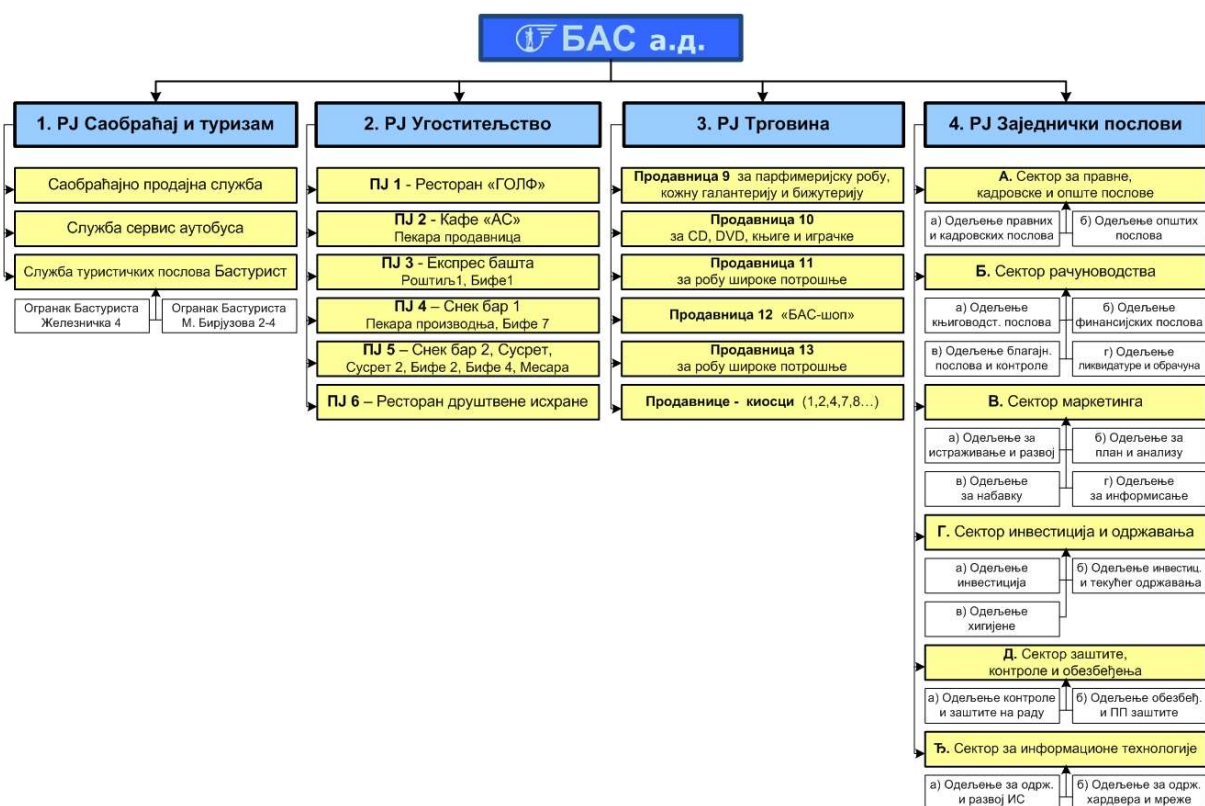 БАС а.д.
1. РЈ Саобраћај и туризам
Саобраћајно продајна служба
Служба сервис аутобуса
Служба туристичких послова Бастурист
Огранак Бастуриста
Железничка 4
Огранак Бастуриста
М. Бирјузова 2-4
2. РЈ Угоститељство
ПЈ 1 - Ресторан «ГОЛФ»
ПЈ 2 - Кафе «АС»
Пекара продавница
ПЈ 3 - Експрес башта
Роштиљ1, Бифе1
ПЈ 4 – Снек бар 1
Пекара производња, Бифе 7
ПЈ 5 – Снек бар 2, Сусрет,
Сусрет 2, Бифе 2, Бифе 4, Месара
ПЈ 6 – Ресторан друштвене исхране
3. РЈ Трговина
Продавница 9 за парфимеријску робу,
кожну галантерију и бижутерију
Продавница 10
за CD, DVD, књиге и играчке
Продавница 11
за робу широке потрошње
Продавница 12 «БАС-шоп»
Продавница 13
за робу широке потрошње
Продавнице - киосци (1,2,4,7,8...)
4. РЈ Заједнички послови
А. Сектор за правне,
кадровске и опште послове
а) Одељење правних
и кадровских послова
б) Одељење општих
послова
Б. Сектор рачуноводства
а) Одељење
књиговодст. послова
б) Одељење
финансијских послова
в) Одељење благајн.
послова и контроле
г) Одељење
ликвидатуре и обрачуна
В. Сектор маркетинга
а) Одељење за
истраживање и развој
б) Одељење за
план и анализу
в) Одељење
за набавку
г) Одељење
за информисање
Г. Сектор инвестиција и одржавања
а) Одељење
инвестиција
б) Одељење инвестиц.
и текућег одржавања
в) Одељење
хигијене
Д. Сектор заштите,
контроле и обезбеђења
а) Одељење контроле
и заштите на раду
б) Одељење обезбеђ.
и ПП заштите
Ђ. Сектор за информационе технологије
а) Одељење за одрж.
и развој ИС
б) Одељење за одрж.
хардвера и мреже